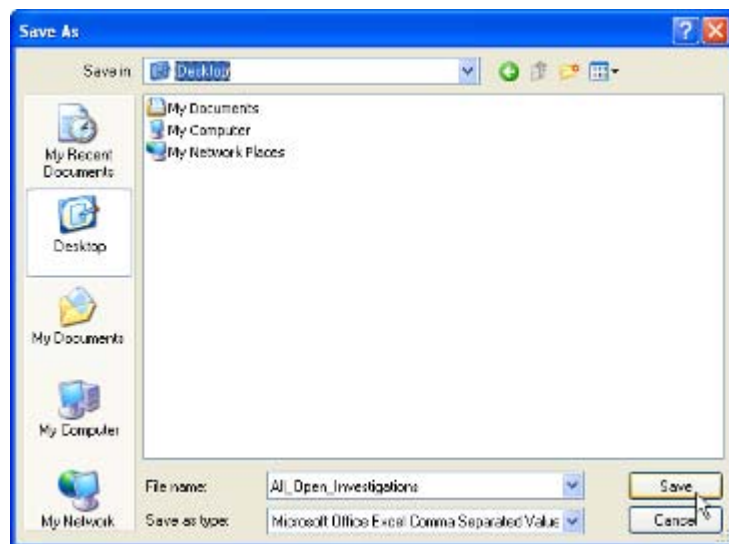 Save As
Save in
Desktop
My Documents
My Computer
My Network Places
My Recent
Documents
Desktop
My Documents
My Computer
My Network
File name:
All_Open_Investigations
Save
Save as type:
Microsoft Office Excel Comma Separated Value
Cancel